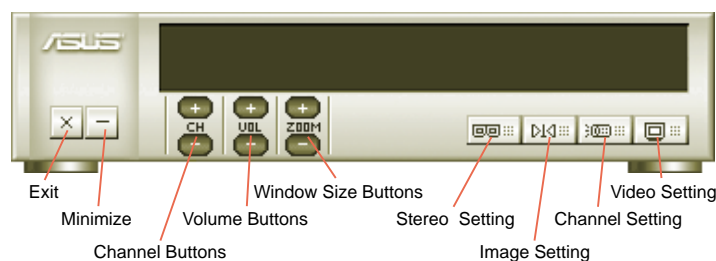 ASUS
CH
VOL
ZOOM
Exit
Window Size Buttons
Video Setting
Minimize
Volume Buttons
Stereo Setting
Channel Setting
Channel Buttons
Image Setting